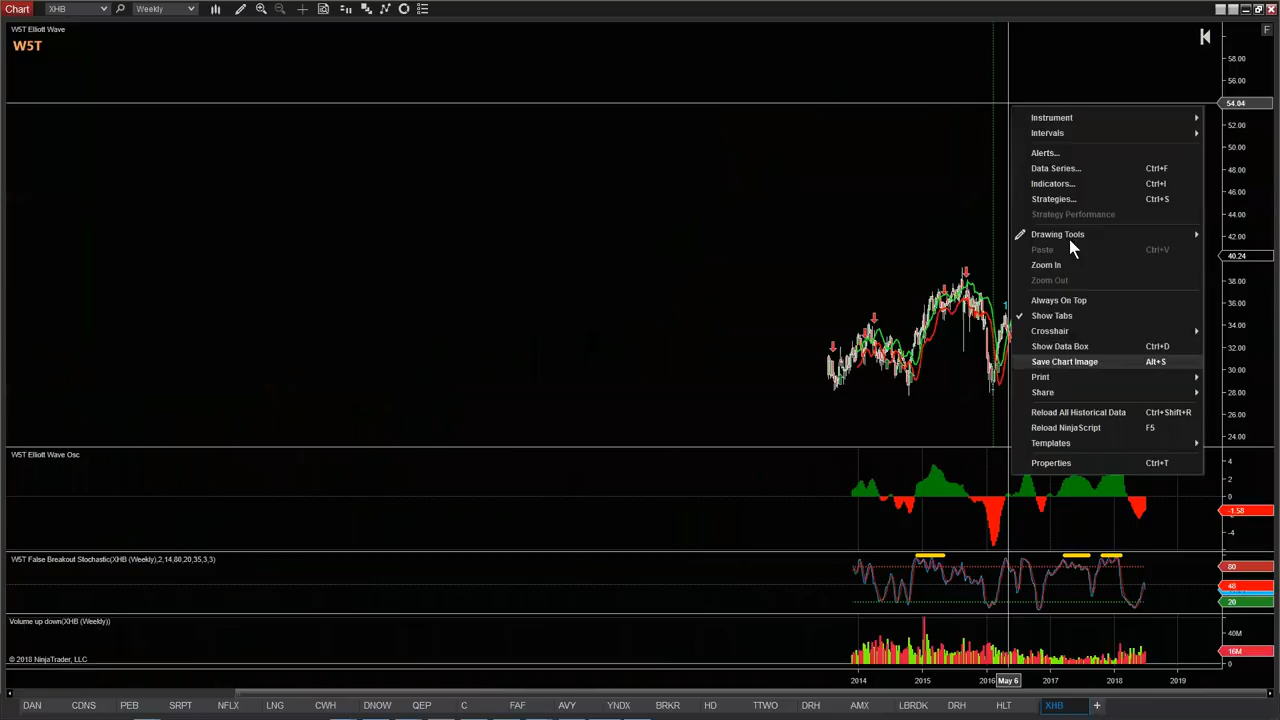 Chart XHB Weekly
W5T Elliott Wave
W5T
F
58.00
56.00
54.04
52.00
50.00
48.00
46.00
44.00
42.00
40.24
38.00
36.00
34.00
32.00
30.00
28.00
26.00
24.00
Instrument
Intervals
Alerts...
Data Series... Ctrl+F
Indicators... Ctrl+I
Strategies... Ctrl+S
Strategy Performance
Drawing Tools
Paste Ctrl+V
Zoom In
Zoom Out
Always On Top
Show Tabs
Crosshair
Show Data Box Ctrl+D
Save Chart Image Alt+S
Print
Share
Reload All Historical Data Ctrl+Shift+R
Reload NinjaScript F5
Templates
Properties Ctrl+T
1
W5T Elliott Wave Osc
4
2
0
-1.58
-4
W5T False Breakout Stochastic(XHB (Weekly),2,14,80,20,35,3,3)
80
48
20
Volume up down(XHB (Weekly))
40M
16M
0
© 2018 NinjaTrader, LLC
2014 2015 2016 May 6 2017 2018 2019
DAN CDNS PEB SRPT NFLX LNG CWH DNOW QEP C FAF AVY YNDX BRKR HD TTWO DRH AMX LBRDK DRH HLT XHB +